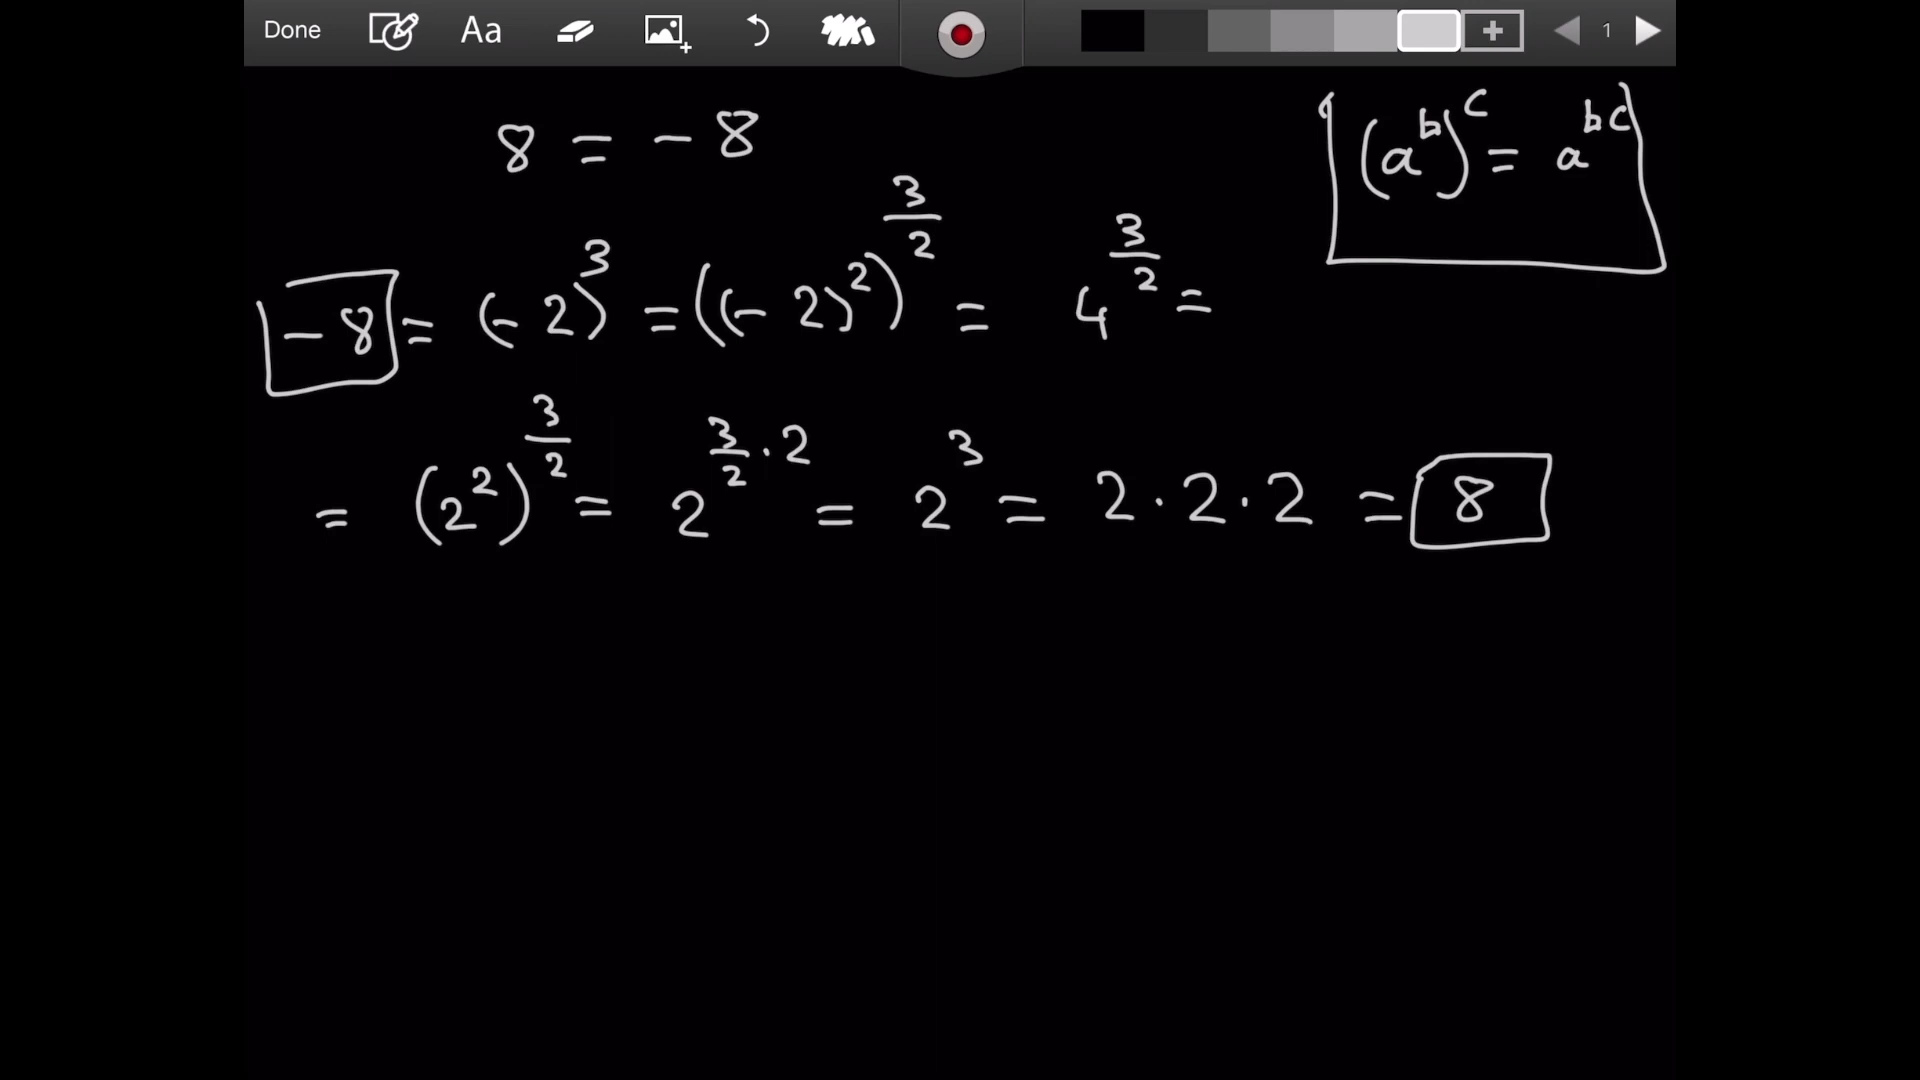 Done Aa 1
8 = - 8
(a^b)^c = a^{bc}
-8 = (-2)^3 = ((-2)^2)^{3/2} = 4^{3/2} =
= (2^2)^{3/2} = 2^{3/2 · 2} = 2^3 = 2 · 2 · 2 = 8